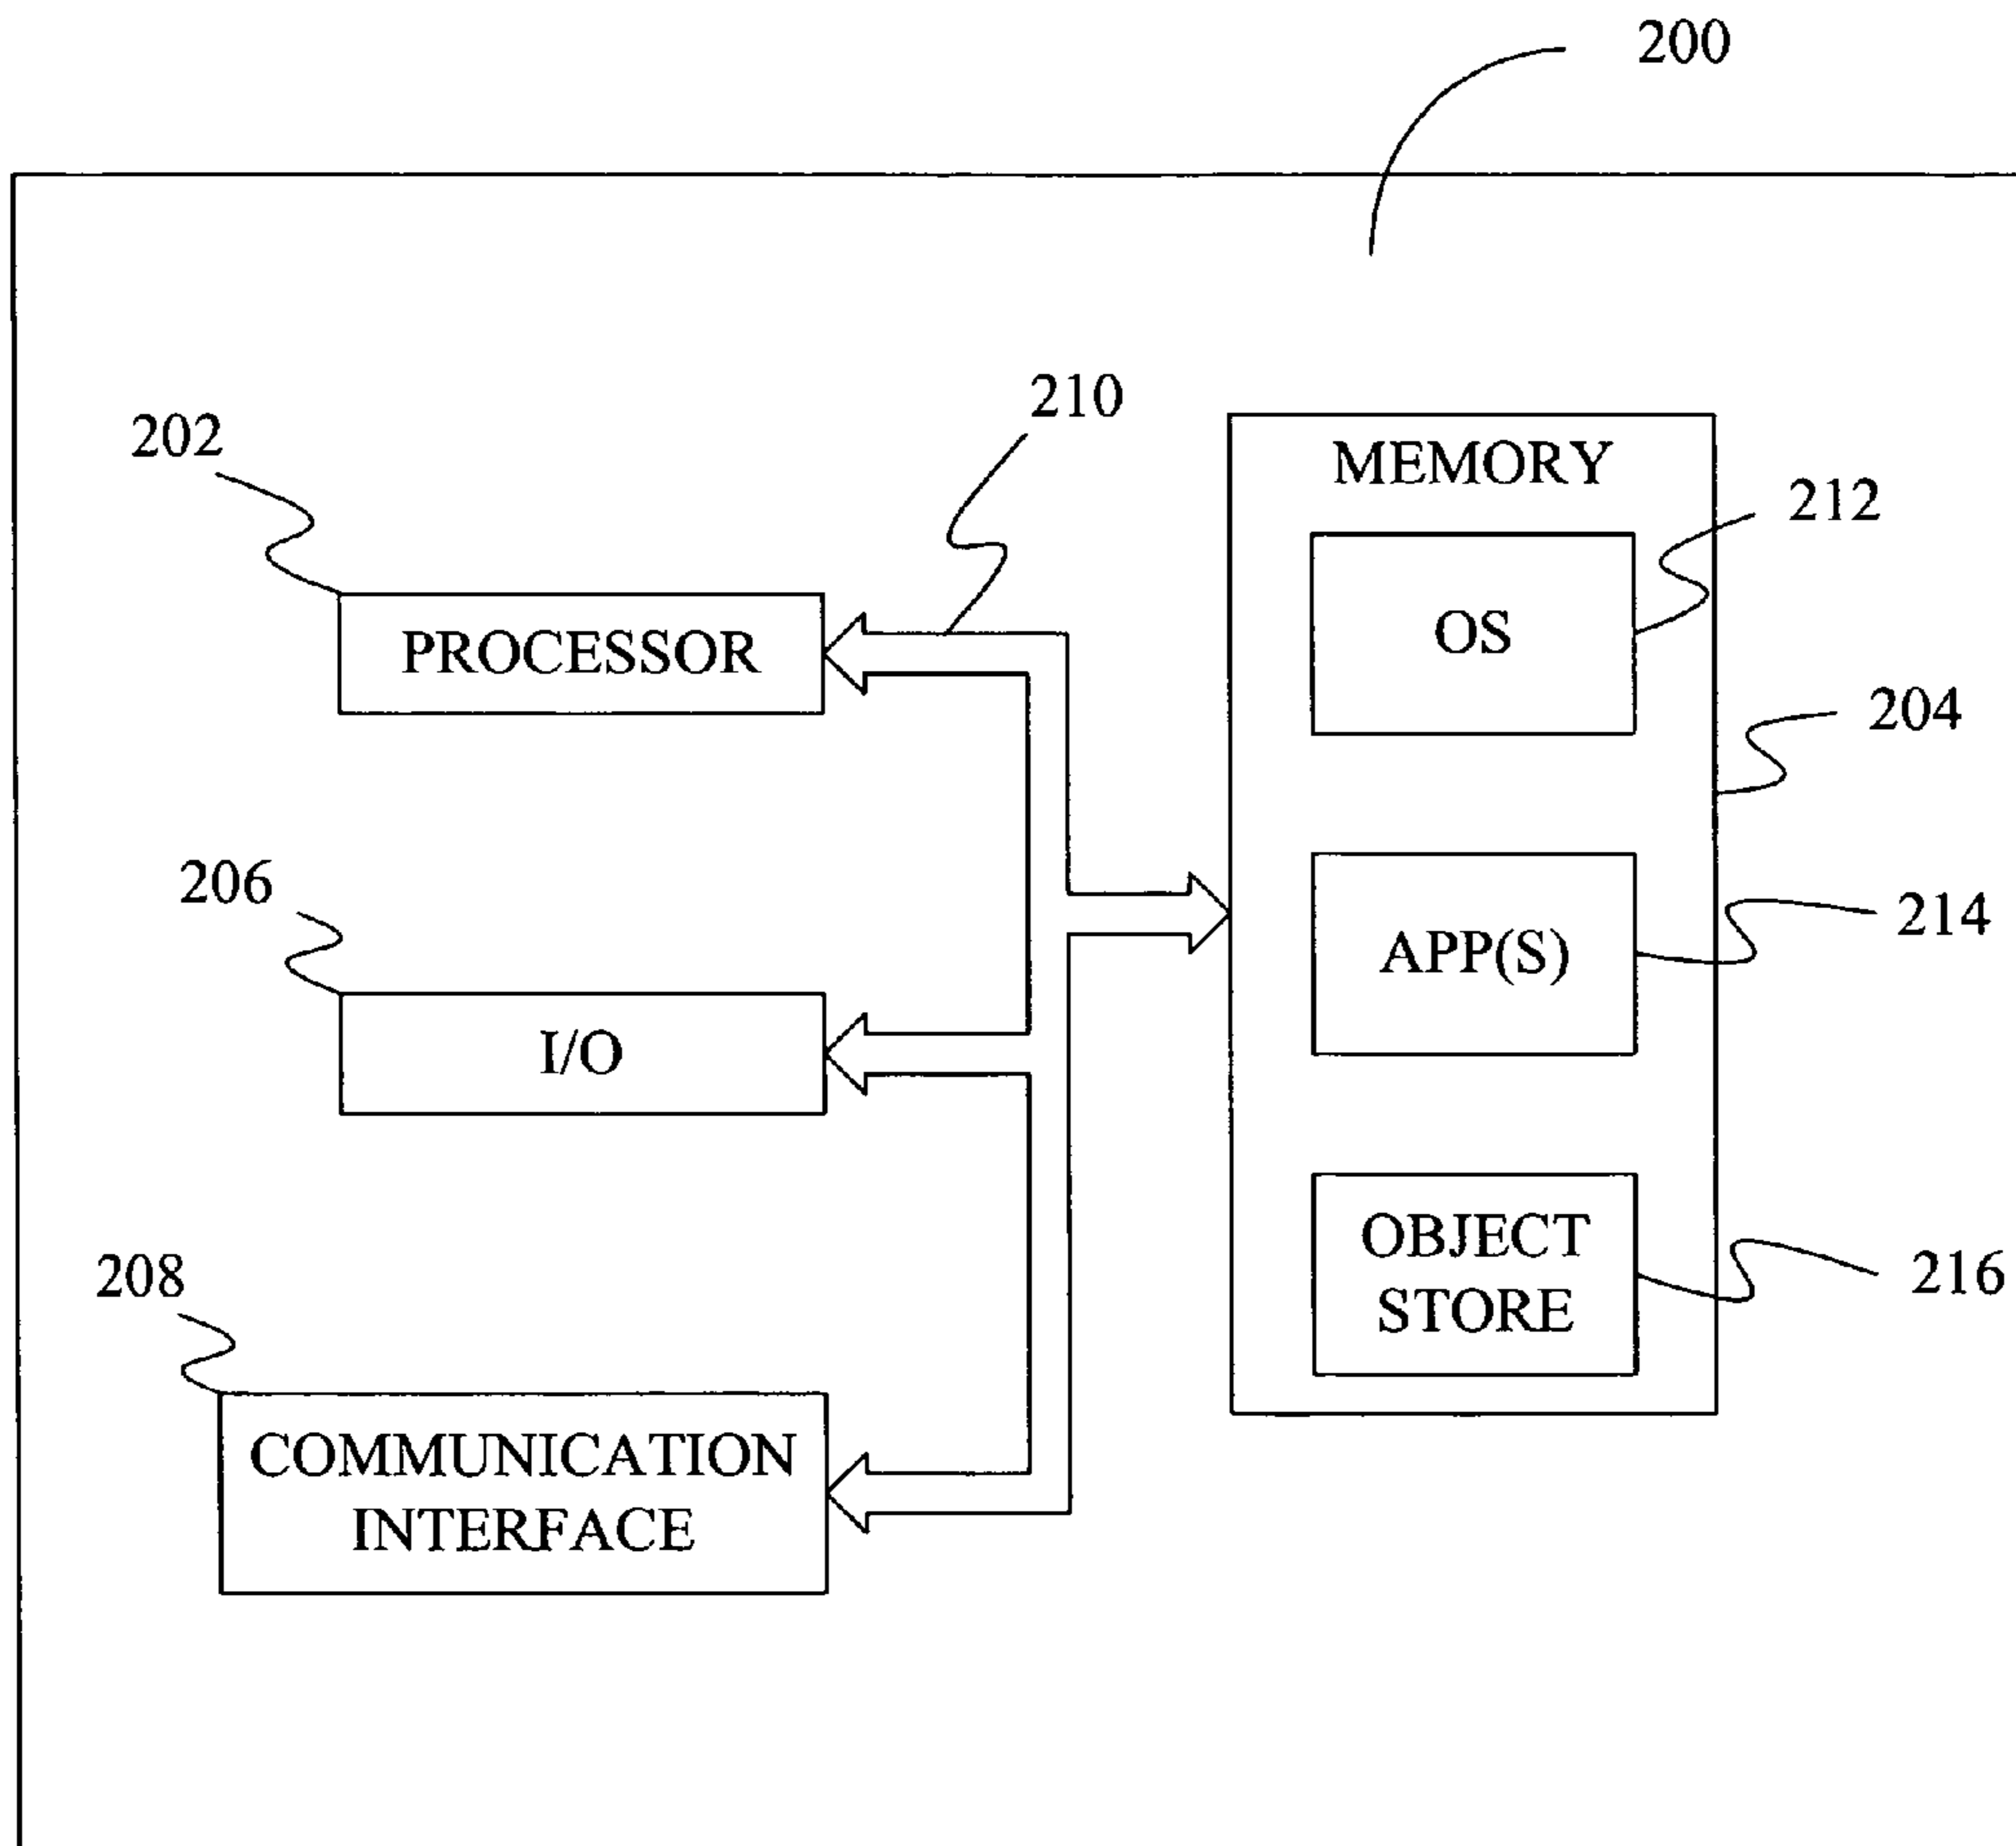 200
210
202
MEMORY
212
OS
PROCESSOR
204
206
214
APP(S)
I/O
OBJECT
STORE
216
208
COMMUNICATION
INTERFACE